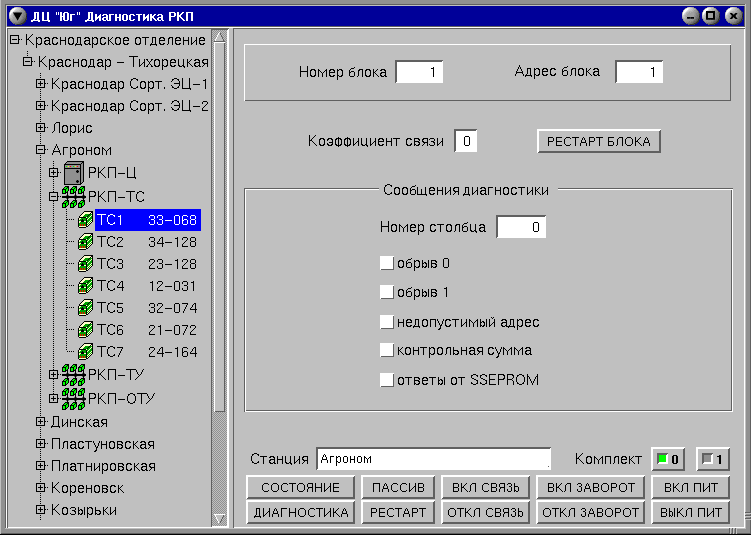 ДЦ "Юг" Диагностика РКП
Краснодарское отделение
Краснодар – Тихорецкая
Краснодар Сорт. ЭЦ-1
Краснодар Сорт. ЭЦ-2
Лорис
Агроном
РКП-Ц
РКП-ТС
ТС1 33-068
ТС2 34-128
ТС3 23-128
ТС4 12-031
ТС5 32-074
ТС6 21-072
ТС7 24-164
РКП-ТУ
РКП-ОТУ
Динская
Пластуновская
Платнировская
Кореновск
Козырьки
Номер блока 1 Адрес блока 1
Коэффициент связи 0 РЕСТАРТ БЛОКА
Сообщения диагностики
Номер столбца 0
обрыв 0
обрыв 1
недопустимый адрес
контрольная сумма
ответы от SSEPROM
Станция Агроном Комплект 0 1
СОСТОЯНИЕ ПАССИВ ВКЛ СВЯЗЬ ВКЛ ЗАВОРОТ ВКЛ ПИТ
ДИАГНОСТИКА РЕСТАРТ ОТКЛ СВЯЗЬ ОТКЛ ЗАВОРОТ ВЫКЛ ПИТ